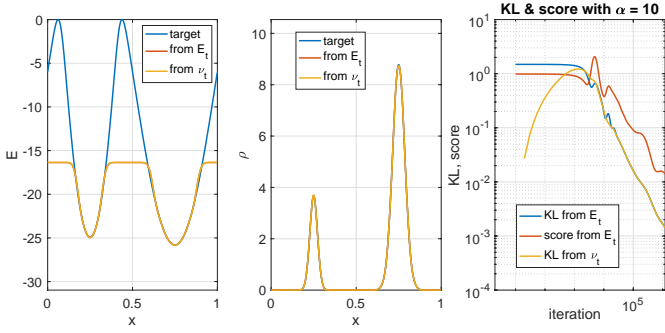 0
-5
-10
-15
-20
-25
-30
E
0
0.5
1
x
target
from E_t
from ν_t
10
8
6
4
2
0
ρ
0
0.5
1
x
target
from E_t
from ν_t
KL & score with α = 10
10^1
10^0
10^-1
10^-2
10^-3
10^-4
KL, score
10^5
iteration
KL from E_t
score from E_t
KL from ν_t